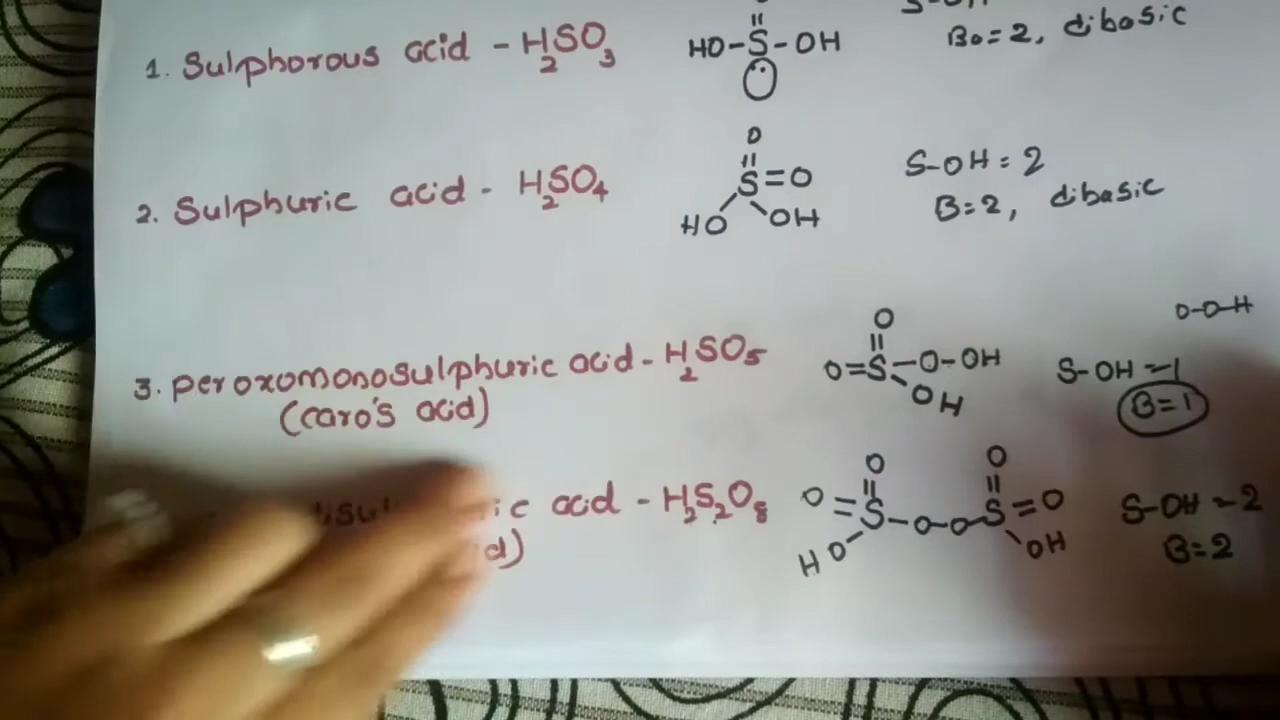 1. Sulphorous acid - H2SO3 HO-S-OH Bo=2, dibasic
O
S=O
HO OH
2. Sulphuric acid - H2SO4 S-OH = 2
B=2, dibasic
O-O-H
O
O=S-O-OH
OH
3. peroxomonosulphuric acid - H2SO5 S-OH = 1
(caro's acid) B=1
O O
O=S-O-O-S=O
HO OH
acid - H2S2O8 S-OH = 2
B=2